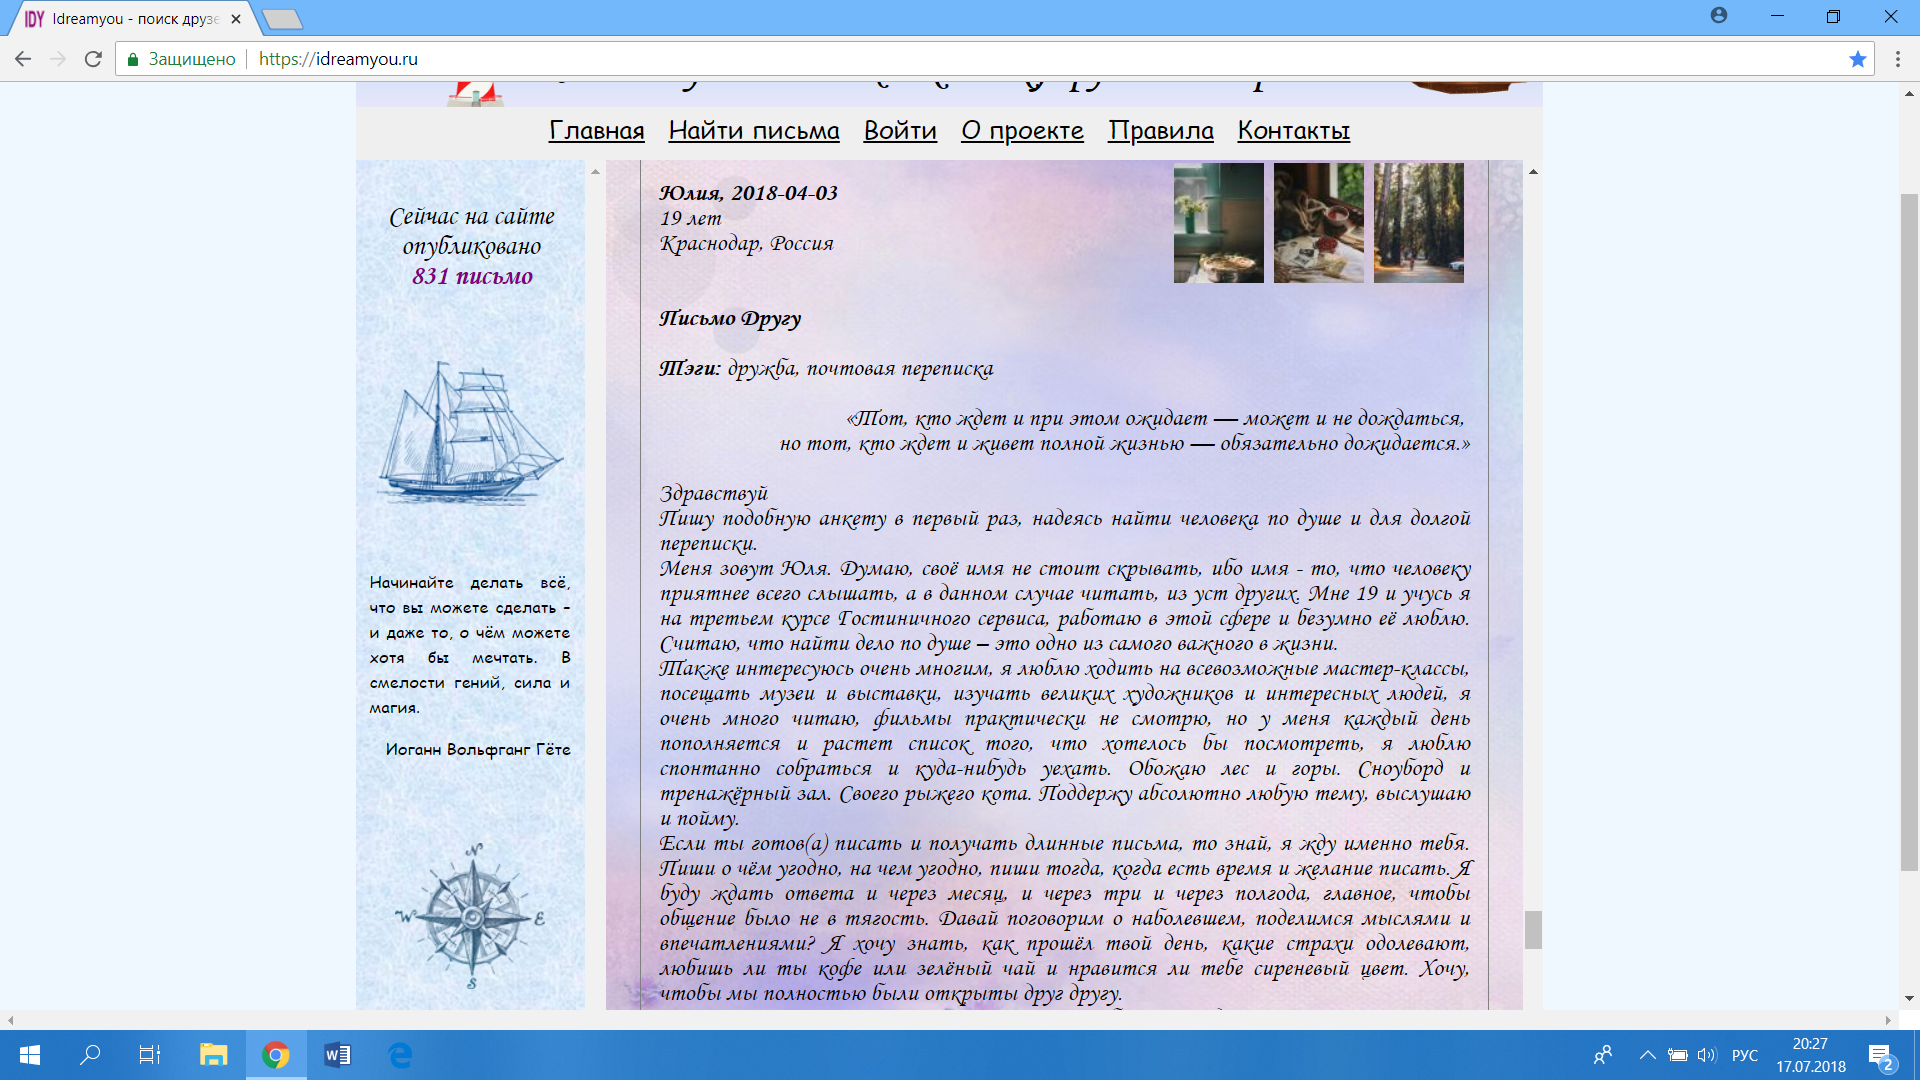 Idreamyou - поиск друзе
Защищено
https://idreamyou.ru
Главная Найти письма Войти О проекте Правила Контакты
Сейчас на сайте
опубликовано
831 письмо
Начинайте делать всё,
что вы можете сделать –
и даже то, о чём можете
хотя бы мечтать. В
смелости гений, сила и
магия.
Иоганн Вольфганг Гёте
N
W E
S
Юлия, 2018-04-03
19 лет
Краснодар, Россия
Письмо Другу
Тэги: дружба, почтовая переписка
«Тот, кто ждет и при этом ожидает — может и не дождаться,
но тот, кто ждет и живет полной жизнью — обязательно дожидается.»
Здравствуй
Пишу подобную анкету в первый раз, надеясь найти человека по душе и для долгой
переписки.
Меня зовут Юля. Думаю, своё имя не стоит скрывать, ибо имя - то, что человеку
приятнее всего слышать, а в данном случае читать, из уст других. Мне 19 и учусь я
на третьем курсе Гостиничного сервиса, работаю в этой сфере и безумно её люблю.
Считаю, что найти дело по душе – это одно из самого важного в жизни.
Также интересуюсь очень многим, я люблю ходить на всевозможные мастер-классы,
посещать музеи и выставки, изучать великих художников и интересных людей, я
очень много читаю, фильмы практически не смотрю, но у меня каждый день
пополняется и растет список того, что хотелось бы посмотреть, я люблю
спонтанно собраться и куда-нибудь уехать. Обожаю лес и горы. Сноуборд и
тренажёрный зал. Своего рыжего кота. Поддержу абсолютно любую тему, выслушаю
и пойму.
Если ты готов(а) писать и получать длинные письма, то знай, я жду именно тебя.
Пиши о чём угодно, на чем угодно, пиши тогда, когда есть время и желание писать. Я
буду ждать ответа и через месяц, и через три и через полгода, главное, чтобы
общение было не в тягость. Давай поговорим о наболевшем, поделимся мыслями и
впечатлениями? Я хочу знать, как прошёл твой день, какие страхи одолевают,
любишь ли ты кофе или зелёный чай и нравится ли тебе сиреневый цвет. Хочу,
чтобы мы полностью были открыты друг другу.
РУС
20:27
17.07.2018
2